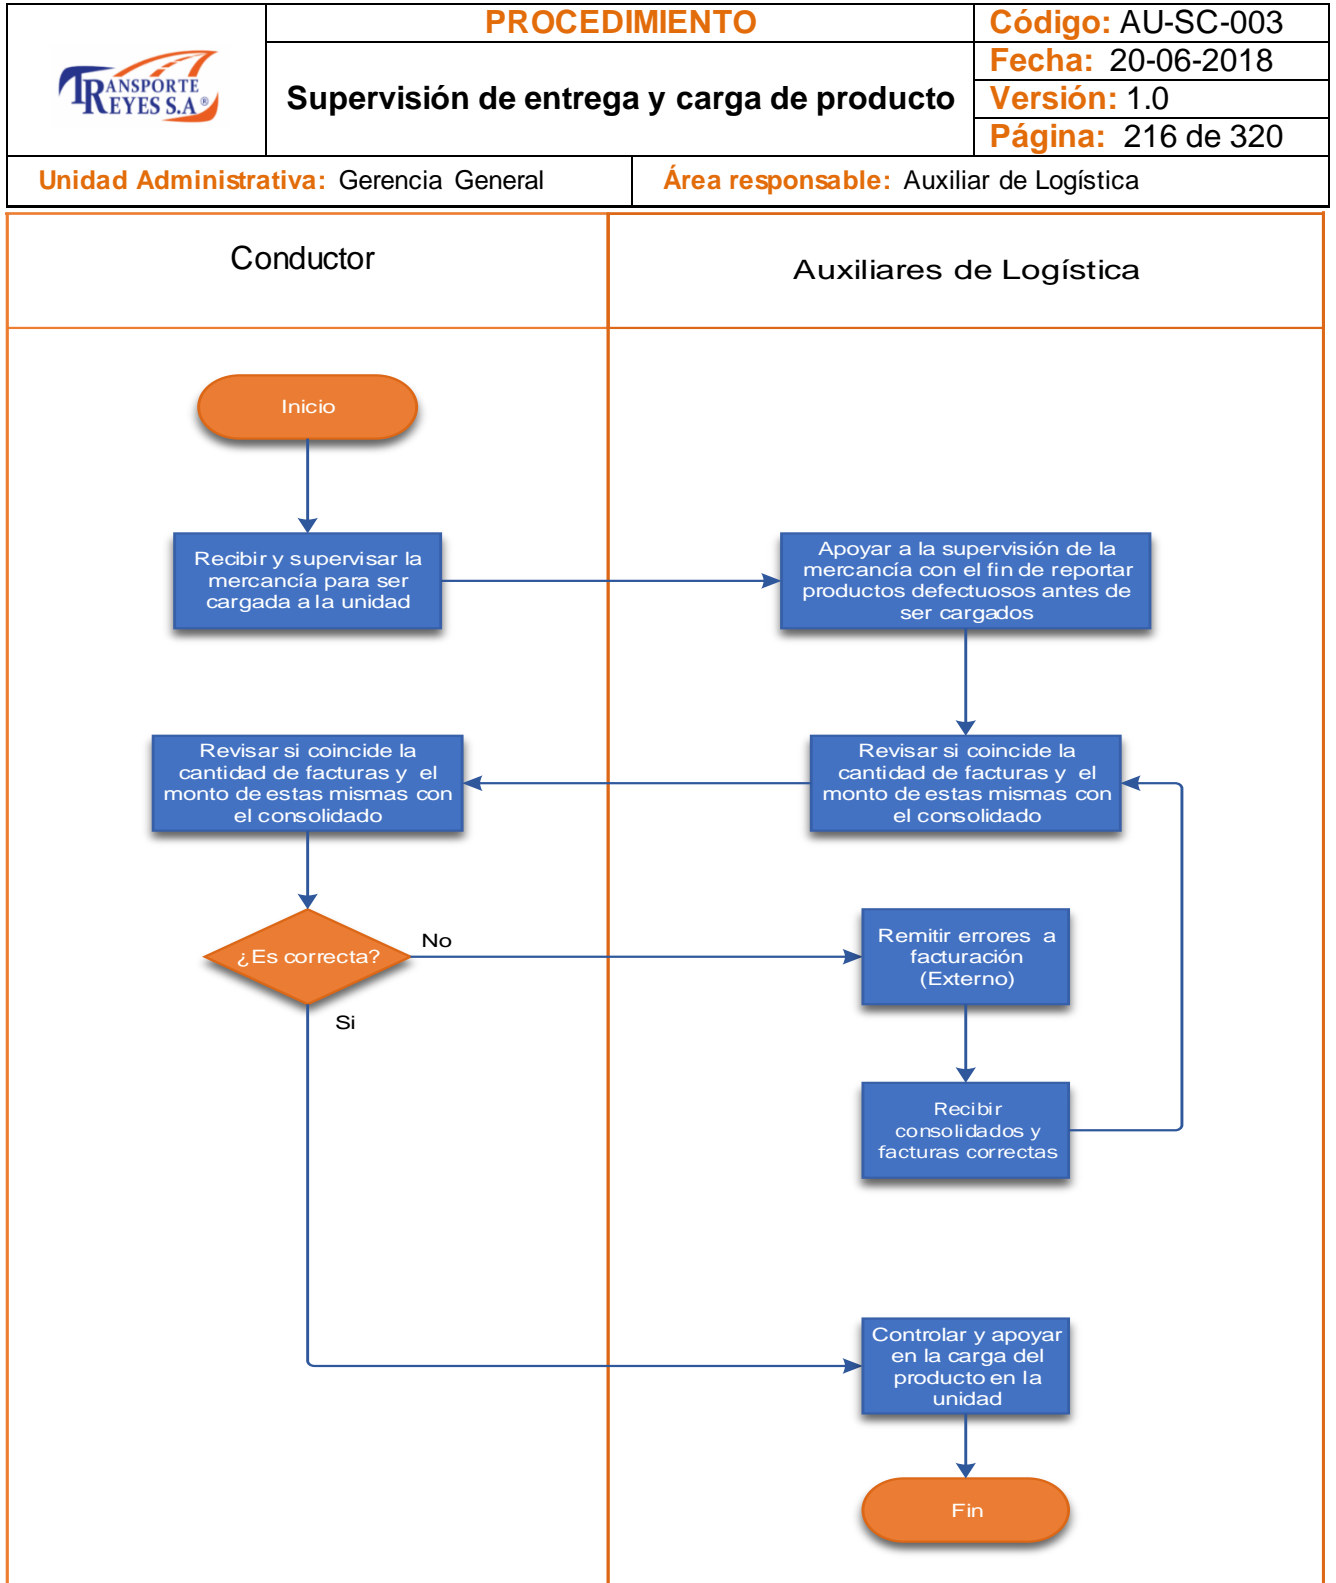 TRANSPORTE
REYES S.A®
PROCEDIMIENTO
Supervisión de entrega y carga de producto
Código: AU-SC-003
Fecha: 20-06-2018
Versión: 1.0
Página: 216 de 320
Unidad Administrativa: Gerencia General
Área responsable: Auxiliar de Logística
Conductor
Auxiliares de Logística
Inicio
Recibir y supervisar la
mercancía para ser
cargada a la unidad
Apoyar a la supervisión de la
mercancía con el fin de reportar
productos defectuosos antes de
ser cargados
Revisar si coincide la
cantidad de facturas y el
monto de estas mismas con
el consolidado
Revisar si coincide la
cantidad de facturas y el
monto de estas mismas con
el consolidado
¿Es correcta?
No
Si
Remitir errores a
facturación
(Externo)
Recibir
consolidados y
facturas correctas
Controlar y apoyar
en la carga del
producto en la
unidad
Fin